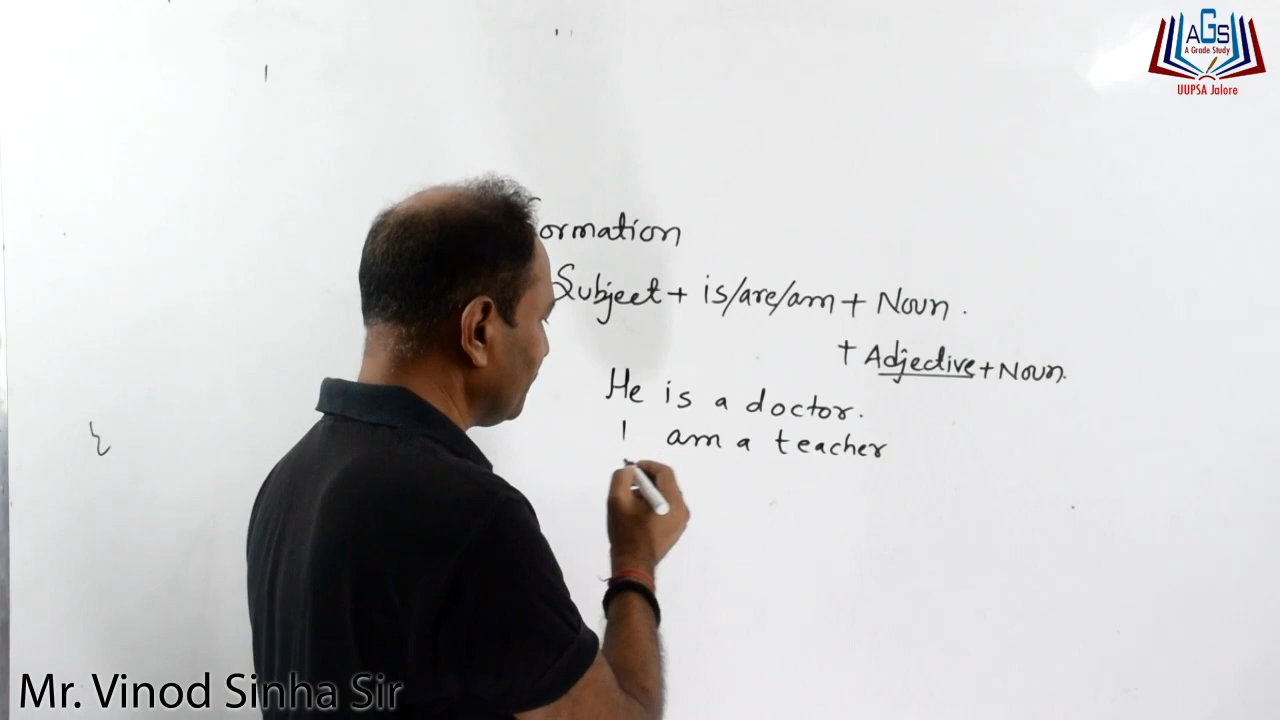 AGS
A Grade Study
UUPSA Jalore
Formation
Subject + is/are/am + Noun.
+ Adjective + Noun.
He is a doctor.
I am a teacher
Mr. Vinod Sinha Sir